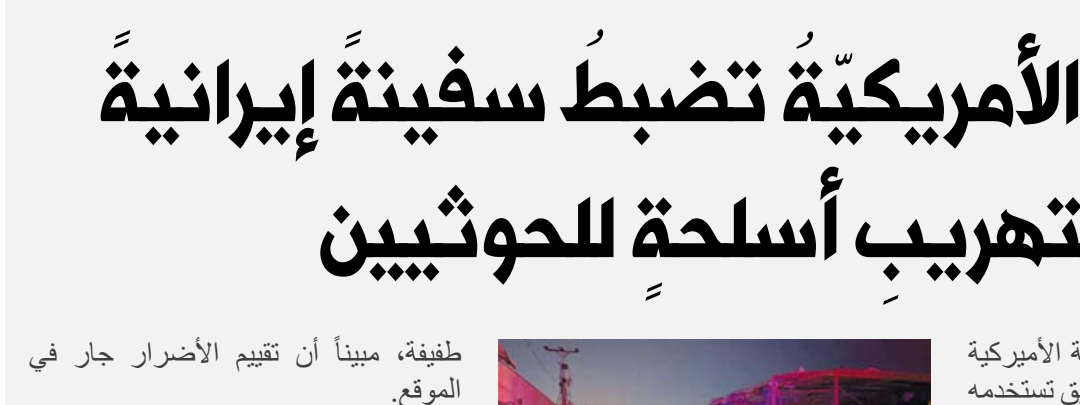 الأمريكيّةُ تضبطُ سفينةً إيرانيةً
تهريبِ أسلحةٍ للحوثيين
الأميركية
تستخدمه
طفيفة، مبيناً أن تقييم الأضرار جار في
الموقع.